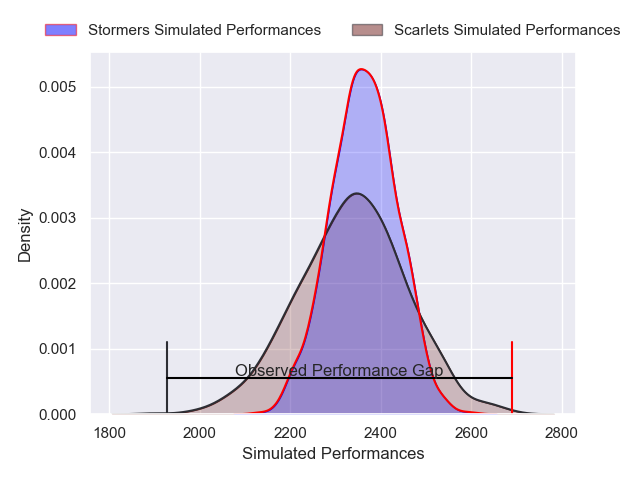 Stormers Simulated Performances
Scarlets Simulated Performances
0.005
0.004
0.003
0.002
0.001
0.000
Density
Observed Performance Gap
1800 2000 2200 2400 2600 2800
Simulated Performances